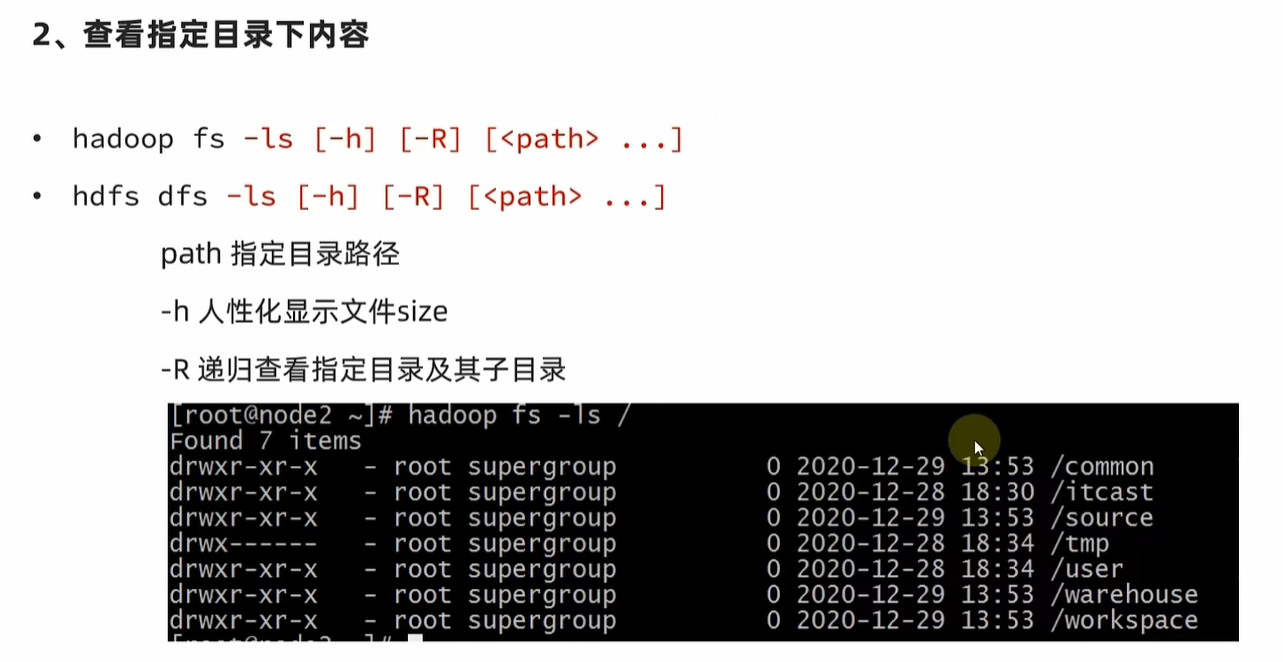 2、查看指定目录下内容
• hadoop fs -ls [-h] [-R] [<path> ...]
• hdfs dfs -ls [-h] [-R] [<path> ...]
path 指定目录路径
-h 人性化显示文件size
-R 递归查看指定目录及其子目录
[root@node2 ~]# hadoop fs -ls /
Found 7 items
drwxr-xr-x   - root supergroup          0 2020-12-29 13:53 /common
drwxr-xr-x   - root supergroup          0 2020-12-28 18:30 /itcast
drwxr-xr-x   - root supergroup          0 2020-12-29 13:53 /source
drwx------   - root supergroup          0 2020-12-28 18:34 /tmp
drwxr-xr-x   - root supergroup          0 2020-12-28 18:34 /user
drwxr-xr-x   - root supergroup          0 2020-12-29 13:53 /warehouse
drwxr-xr-x   - root supergroup          0 2020-12-29 13:53 /workspace